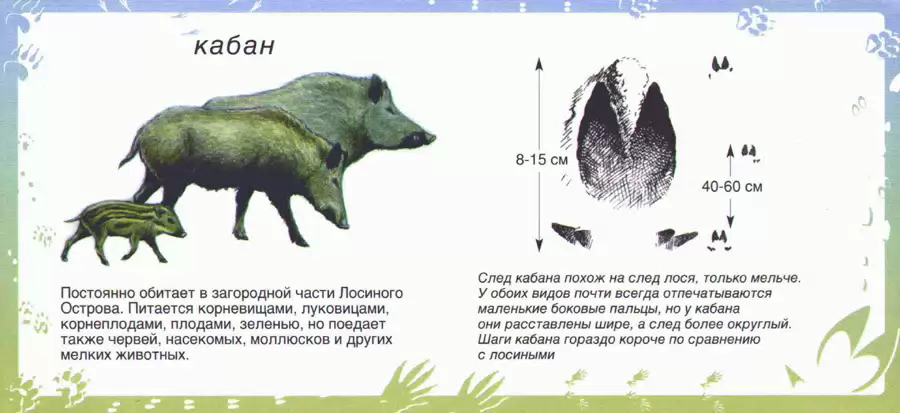 кабан
8-15 см
40-60 см
Постоянно обитает в загородной части Лосиного
Острова. Питается корневищами, луковицами,
корнеплодами, плодами, зеленью, но поедает
также червей, насекомых, моллюсков и других
мелких животных.
След кабана похож на след лося, только мельче.
У обоих видов почти всегда отпечатываются
маленькие боковые пальцы, но у кабана
они расставлены шире, а след более округлый.
Шаги кабана гораздо короче по сравнению
с лосиными